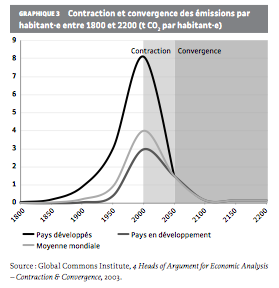 GRAPHIQUE 3 Contraction et convergence des émissions par
habitant·e entre 1800 et 2200 (t CO₂ par habitant·e)
9
8
7
6
5
4
3
2
1
0
Contraction Convergence
1800 1850 1900 1950 2000 2050 2100 2150 2200
Pays développés Pays en développement
Moyenne mondiale
Source : Global Commons Institute, 4 Heads of Argument for Economic Analysis
– Contraction & Convergence, 2003.